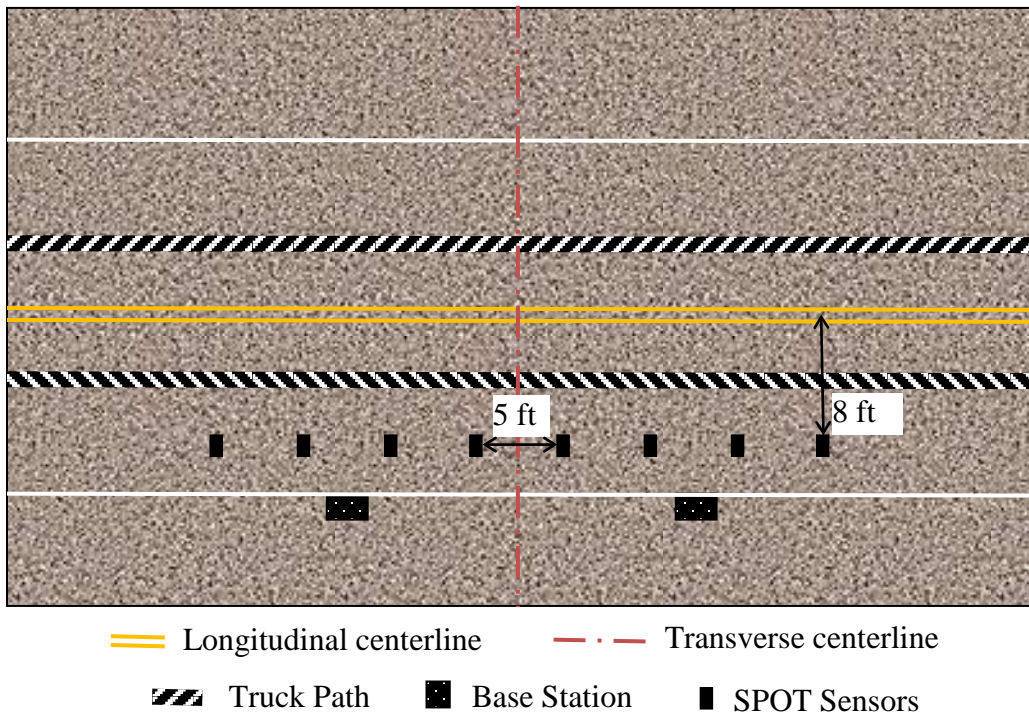 5 ft
8 ft
Longitudinal centerline
Transverse centerline
Truck Path
Base Station
SPOT Sensors